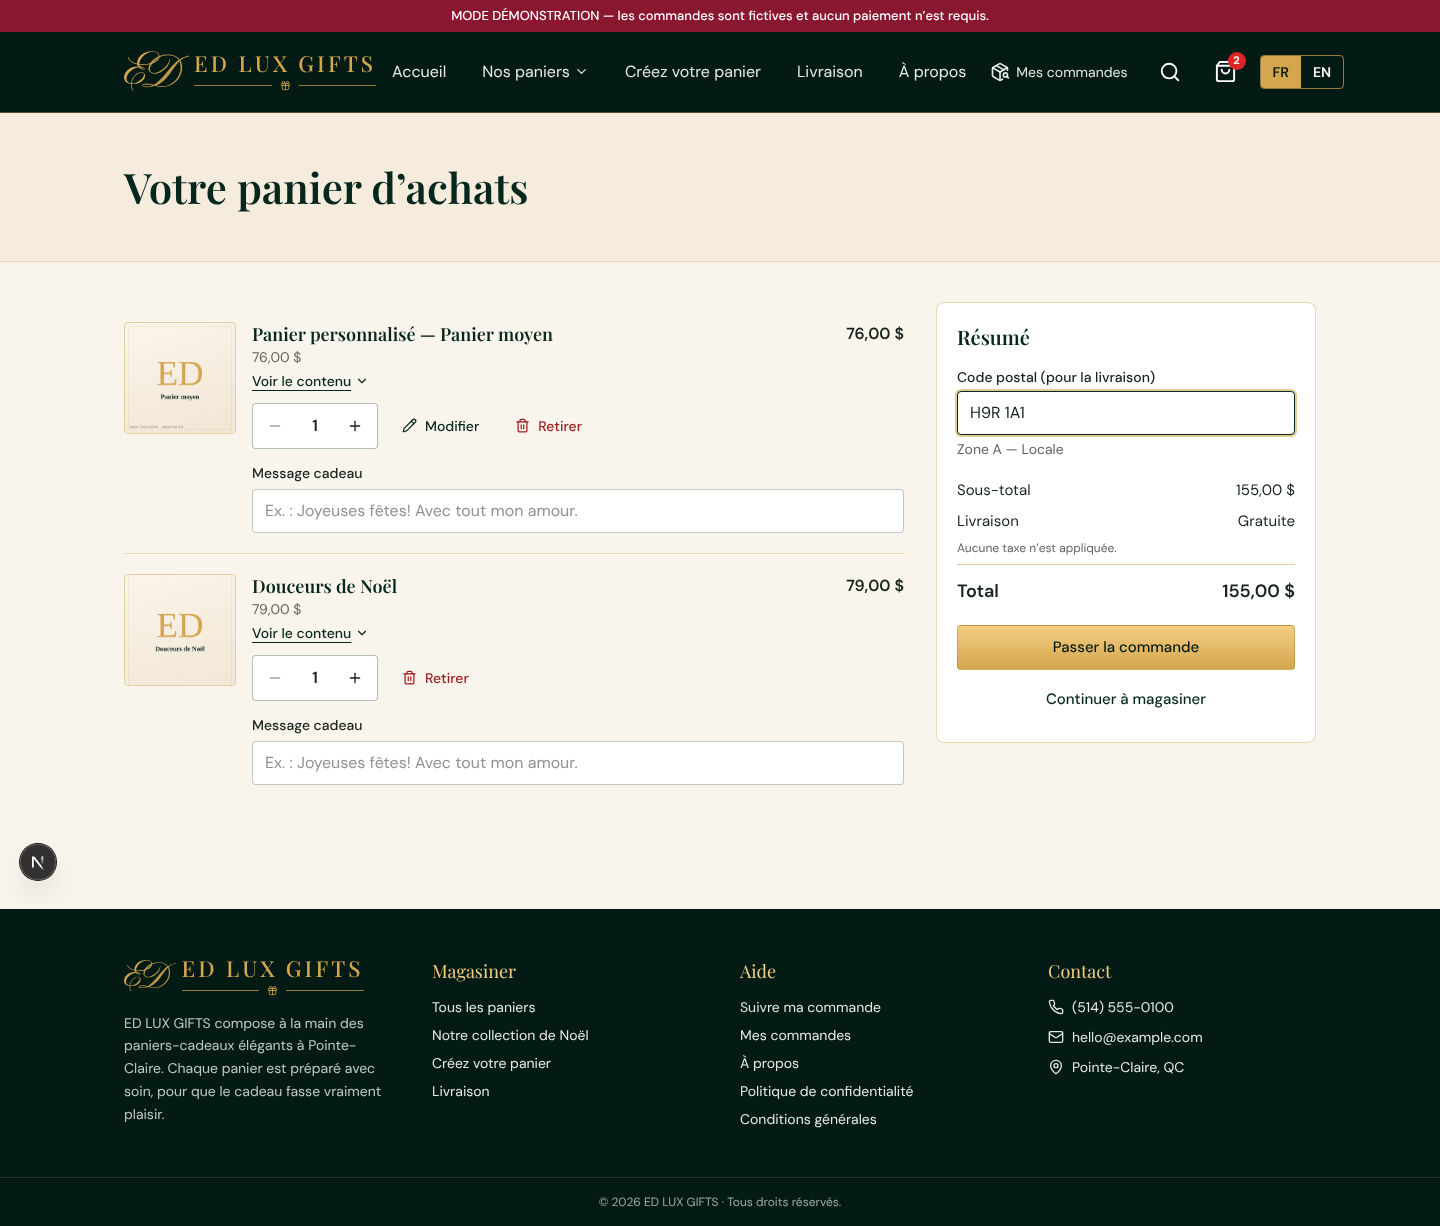 MODE DÉMONSTRATION — les commandes sont fictives et aucun paiement n’est requis.
ED LUX GIFTS
Accueil
Nos paniers
Créez votre panier
Livraison
À propos
Mes commandes
2
FR
EN
Votre panier d’achats
ED
Panier moyen
Panier personnalisé — Panier moyen
76,00 $
76,00 $
Voir le contenu
1
Modifier
Retirer
Message cadeau
Ex. : Joyeuses fêtes! Avec tout mon amour.
ED
Douceurs de Noël
Douceurs de Noël
79,00 $
79,00 $
Voir le contenu
1
Retirer
Message cadeau
Ex. : Joyeuses fêtes! Avec tout mon amour.
Résumé
Code postal (pour la livraison)
H9R 1A1
Zone A — Locale
Sous-total 155,00 $
Livraison Gratuite
Aucune taxe n’est appliquée.
Total 155,00 $
Passer la commande
Continuer à magasiner
N
ED ED LUX GIFTS
ED LUX GIFTS compose à la main des
paniers-cadeaux élégants à Pointe-
Claire. Chaque panier est préparé avec
soin, pour que le cadeau fasse vraiment
plaisir.
Magasiner
Tous les paniers
Notre collection de Noël
Créez votre panier
Livraison
Aide
Suivre ma commande
Mes commandes
À propos
Politique de confidentialité
Conditions générales
Contact
(514) 555-0100
hello@example.com
Pointe-Claire, QC
© 2026 ED LUX GIFTS · Tous droits réservés.